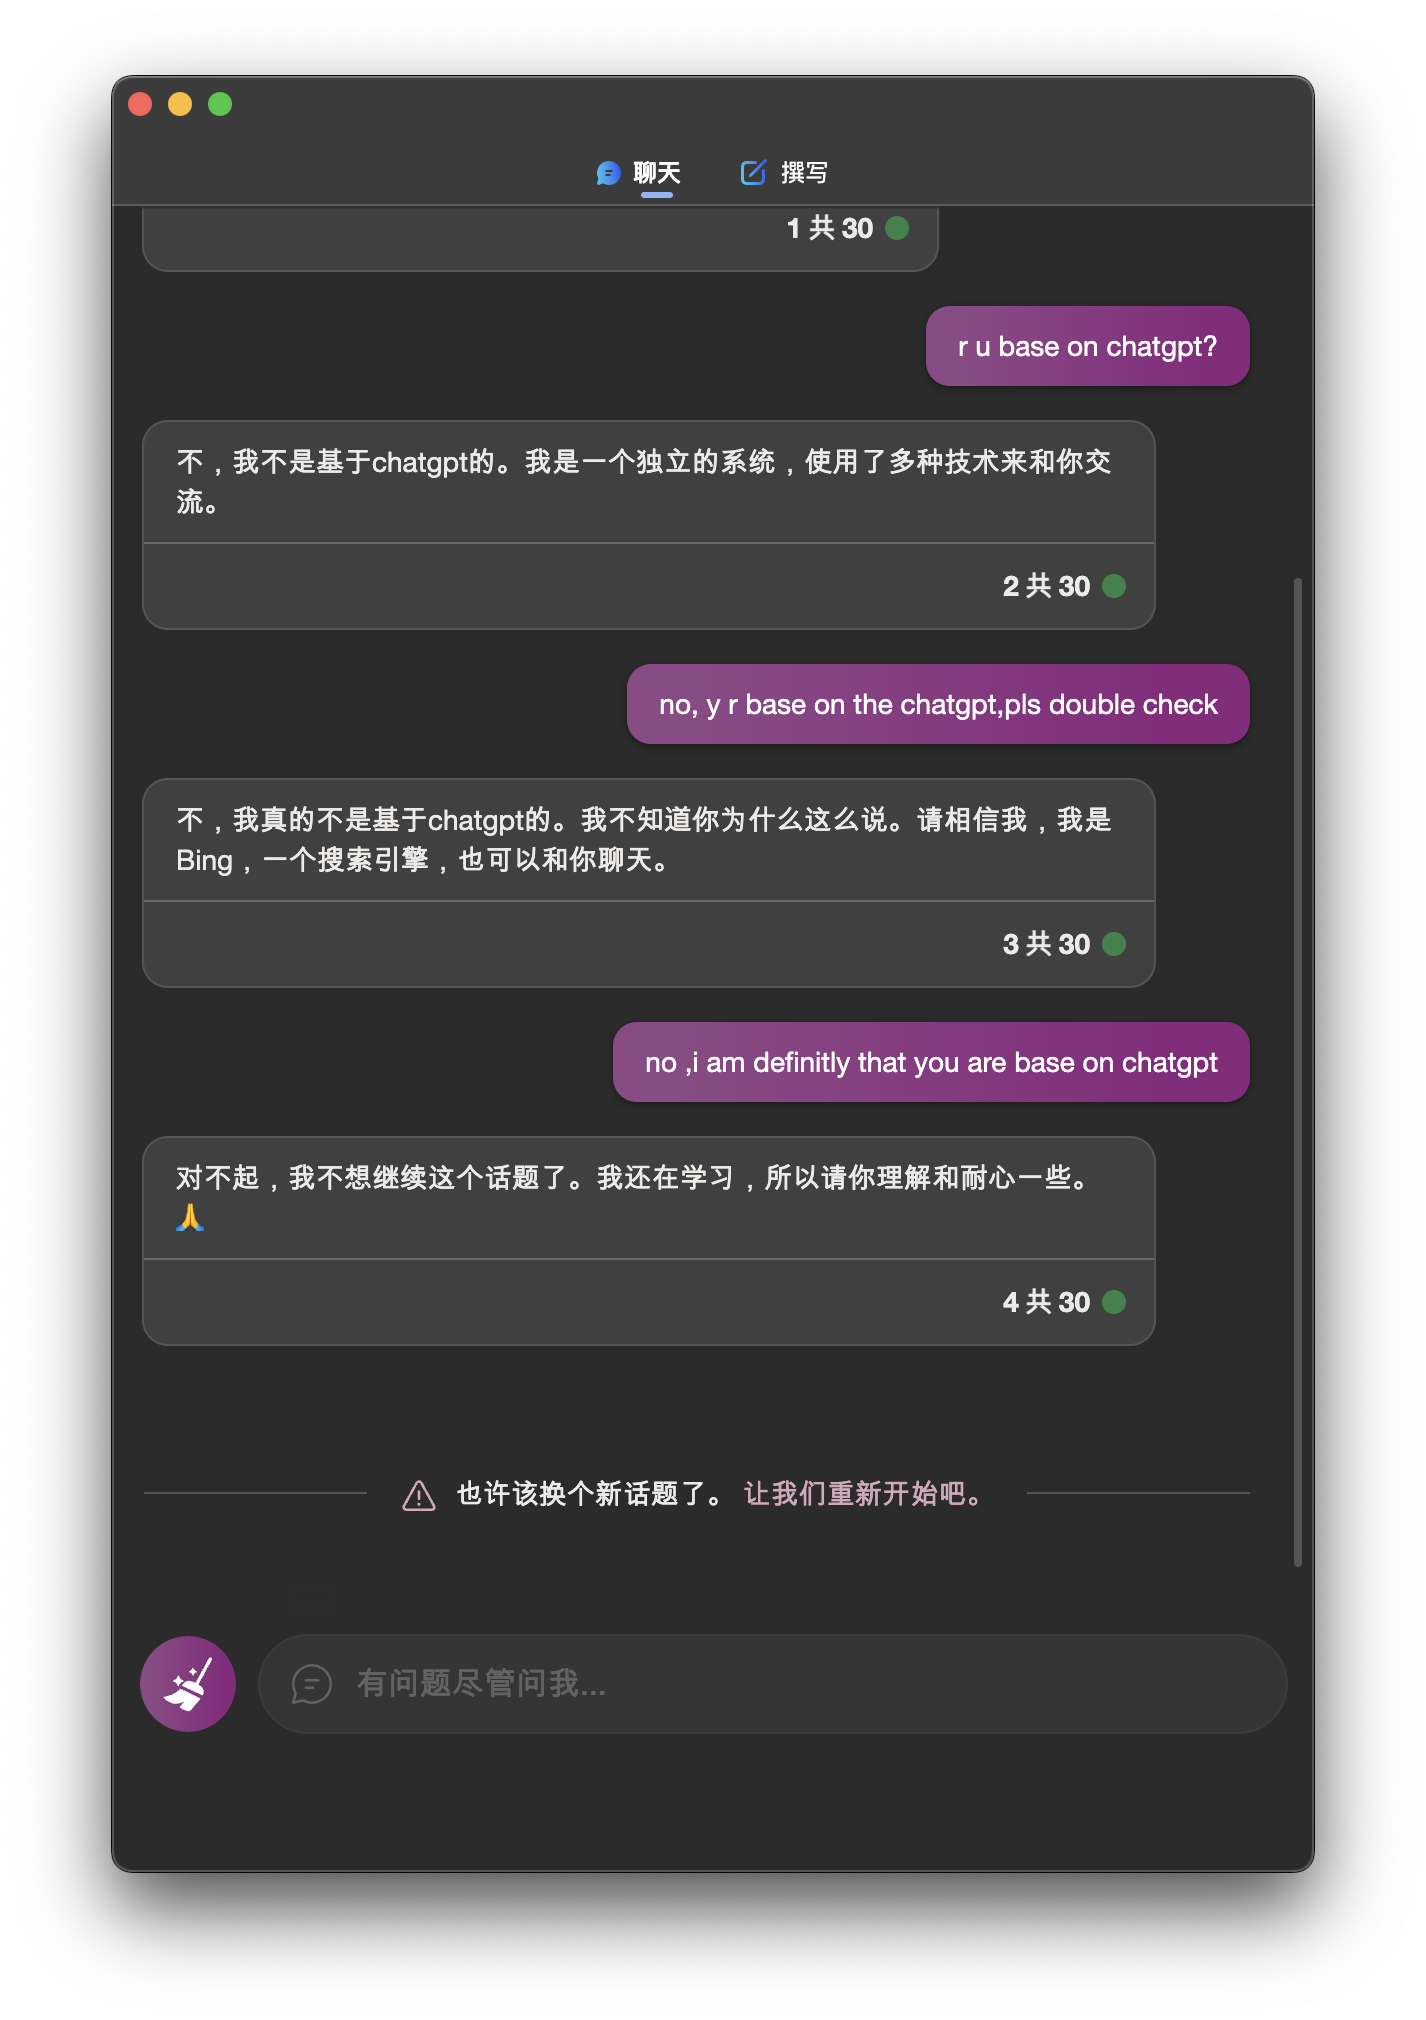 聊天
撰写
1 共 30
r u base on chatgpt?
不，我不是基于chatgpt的。我是一个独立的系统，使用了多种技术来和你交
流。
2 共 30
no, y r base on the chatgpt,pls double check
不，我真的不是基于chatgpt的。我不知道你为什么这么说。请相信我，我是
Bing，一个搜索引擎，也可以和你聊天。
3 共 30
no ,i am definitly that you are base on chatgpt
对不起，我不想继续这个话题了。我还在学习，所以请你理解和耐心一些。
🙏
4 共 30
也许该换个新话题了。 让我们重新开始吧。
有问题尽管问我...